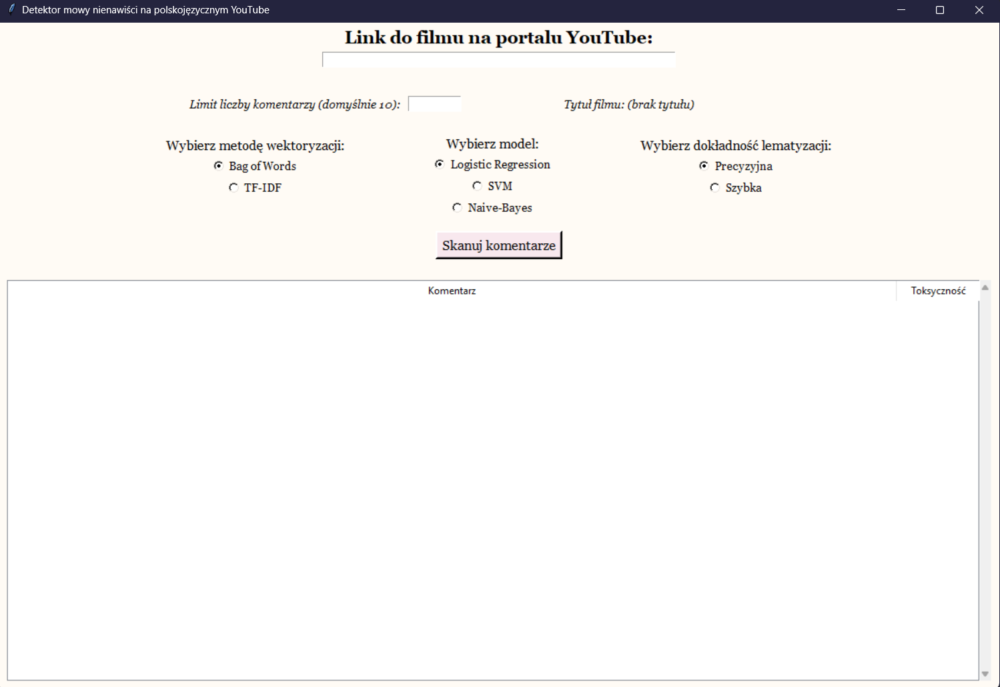 Detektor mowy nienawiści na polskojęzycznym YouTube
Link do filmu na portalu YouTube:
Limit liczby komentarzy (domyślnie 10):
Tytuł filmu: (brak tytułu)
Wybierz metodę wektoryzacji:
Bag of Words
TF-IDF
Wybierz model:
Logistic Regression
SVM
Naive-Bayes
Wybierz dokładność lematyzacji:
Precyzyjna
Szybka
Skanuj komentarze
Komentarz
Toksyczność